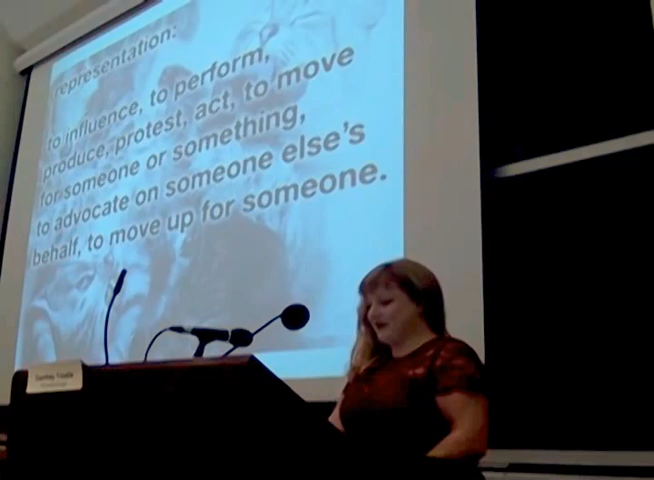 representation:
to influence, to perform,
produce, protest, act, to move
for someone or something,
to advocate on someone else's
behalf, to move up for someone.